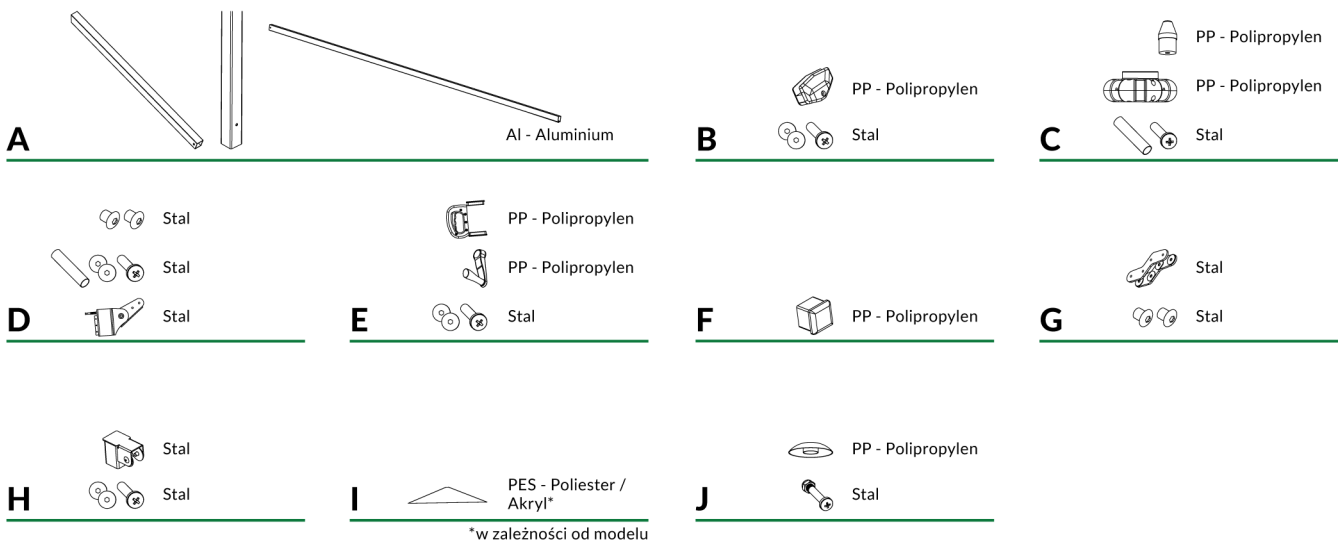 A
Al - Aluminium
B
PP - Polipropylen
Stal
C
PP - Polipropylen
PP - Polipropylen
Stal
D
Stal
Stal
Stal
E
PP - Polipropylen
PP - Polipropylen
Stal
F
PP - Polipropylen
G
Stal
Stal
H
Stal
Stal
I
PES - Poliester /
Akryl*
*w zależności od modelu
J
PP - Polipropylen
Stal